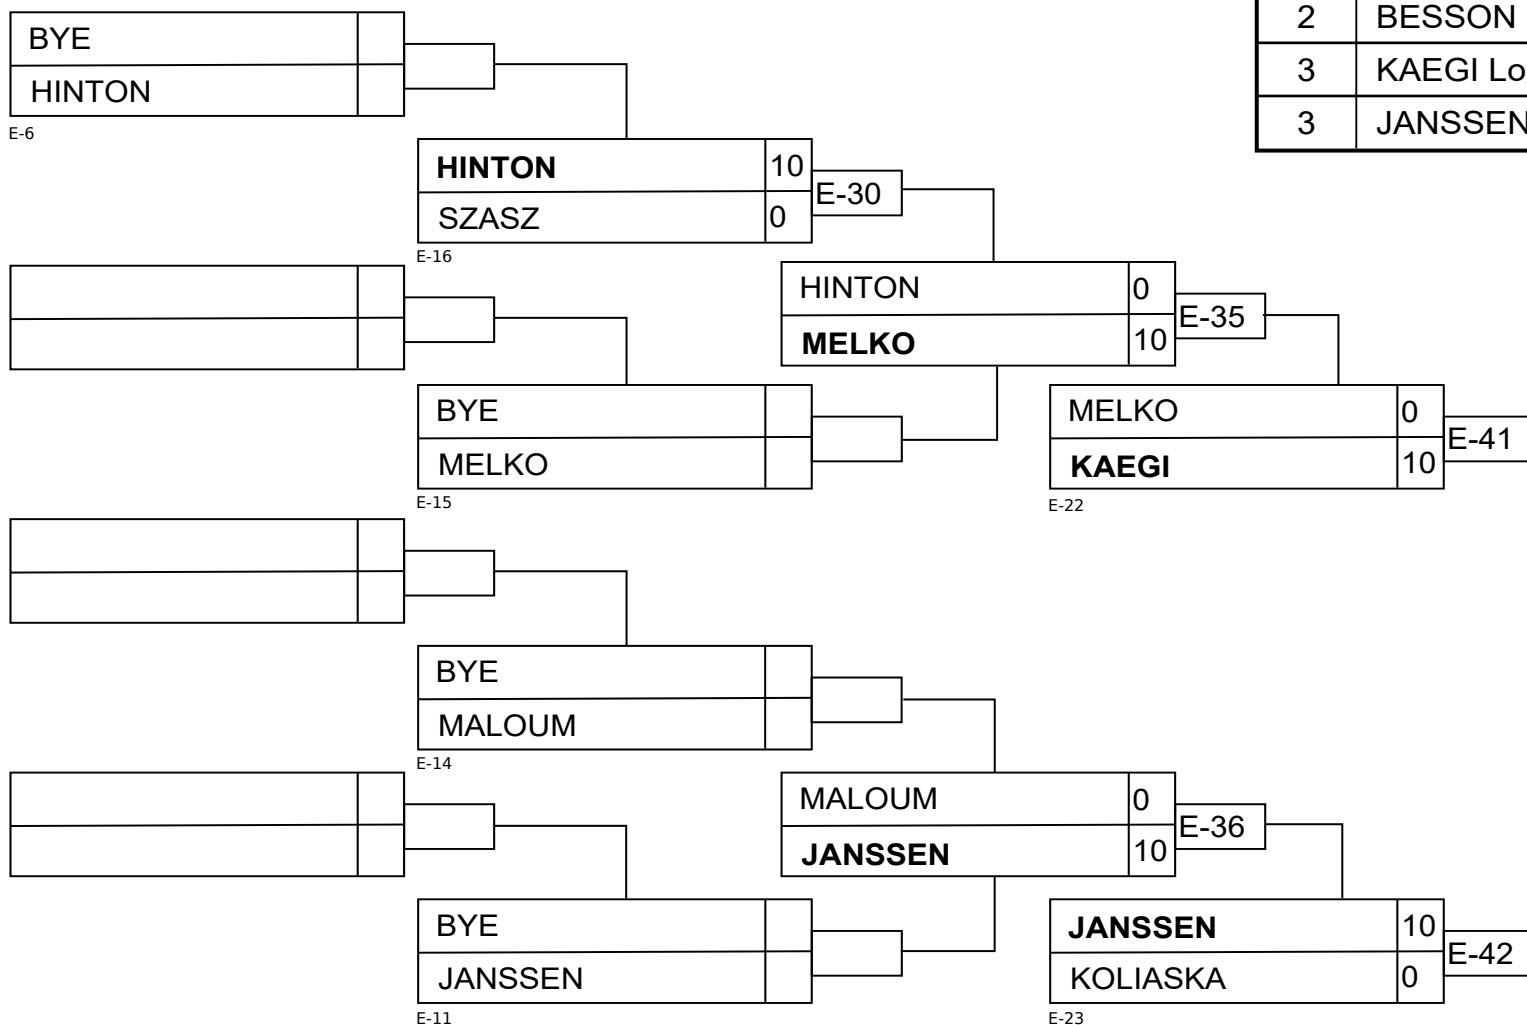 2 BESSON
3 KAEGI Lo
3 JANSSEN
BYE
HINTON
E-6
HINTON 10
SZASZ 0
E-30
E-16
HINTON 0
MELKO 10
E-35
BYE
MELKO
E-15
MELKO 0
KAEGI 10
E-41
E-22
BYE
MALOUM
E-14
MALOUM 0
JANSSEN 10
E-36
BYE
JANSSEN
E-11
JANSSEN 10
KOLIASKA 0
E-42
E-23